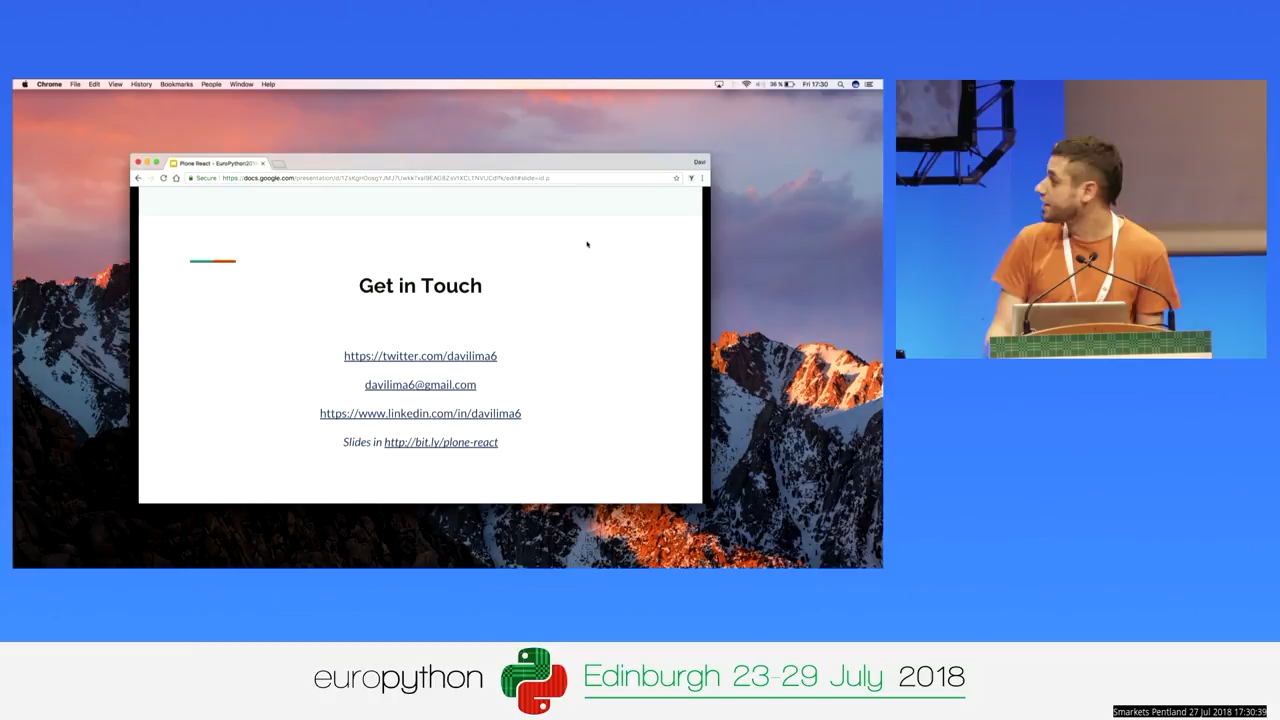 Chrome File Edit View History Bookmarks People Window Help
36 % Fri 17:30
Plone React - EuroPython201
Davi
Secure
Get in Touch
https://twitter.com/davilima6
davilima6@gmail.com
https://www.linkedin.com/in/davilima6
Slides in http://bit.ly/plone-react
europython Edinburgh 23-29 July 2018
Smarkets Pentland 27 Jul 2018 17:30:39